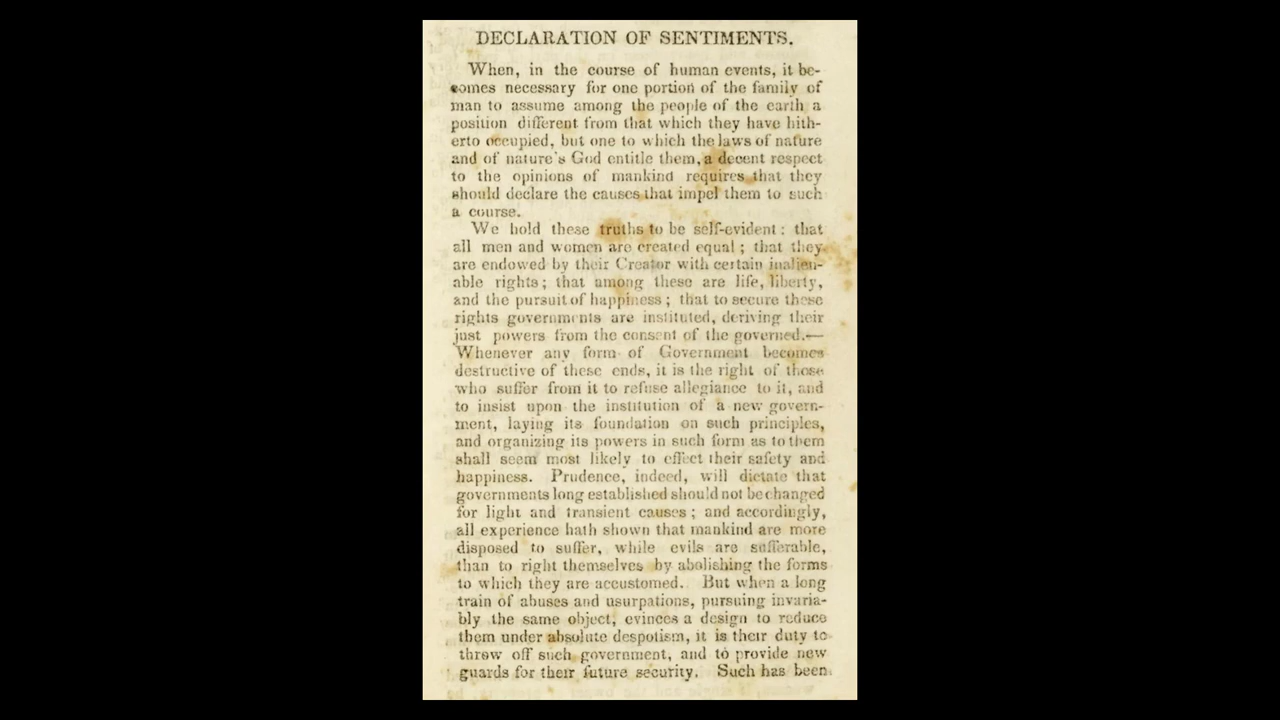 DECLARATION OF SENTIMENTS.
When, in the course of human events, it be-
comes necessary for one portion of the family of
man to assume among the people of the earth a
position different from that which they have hith-
erto occupied, but one to which the laws of nature
and of nature's God entitle them, a decent respect
to the opinions of mankind requires that they
should declare the causes that impel them to such
a course.
We hold these truths to be self-evident: that
all men and women are created equal; that they
are endowed by their Creator with certain inalien-
able rights; that among these are life, liberty,
and the pursuit of happiness; that to secure these
rights governments are instituted, deriving their
just powers from the consent of the governed.—
Whenever any form of Government becomes
destructive of these ends, it is the right of those
who suffer from it to refuse allegiance to it, and
to insist upon the institution of a new govern-
ment, laying its foundation on such principles,
and organizing its powers in such form as to them
shall seem most likely to effect their safety and
happiness. Prudence, indeed, will dictate that
governments long established should not be changed
for light and transient causes; and accordingly,
all experience hath shown that mankind are more
disposed to suffer, while evils are sufferable,
than to right themselves by abolishing the forms
to which they are accustomed. But when a long
train of abuses and usurpations, pursuing invaria-
bly the same object, evinces a design to reduce
them under absolute despotism, it is their duty to
throw off such government, and to provide new
guards for their future security. Such has been